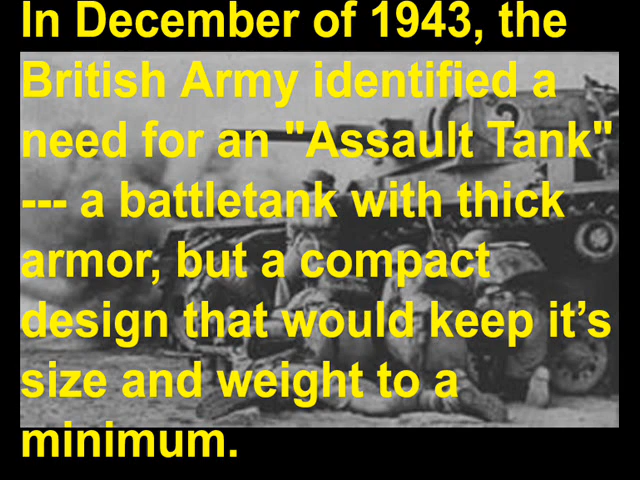 In December of 1943, the
British Army identified a
need for an "Assault Tank"
--- a battletank with thick
armor, but a compact
design that would keep it’s
size and weight to a
minimum.